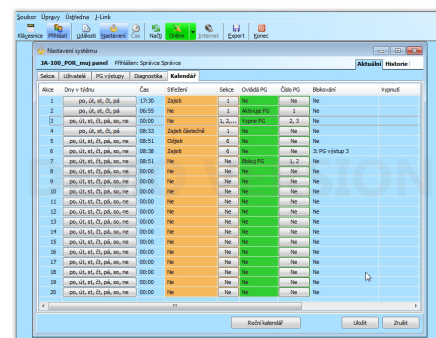 Soubor Úpravy Ústředna J-Link
Klávesnice Přihlásit Události Nastavení Čas Načti Online Internet Export Konec
Nastavení systému
JA-100_POR_muj panel Přihlášen: Správce Správce Aktuální Historie
Sekce Uživatelé PG výstupy Diagnostika Kalendář
Akce Dny v týdnu Čas Střežení Sekce Ovládá PG Číslo PG Blokování Vypnutí
1 po, út, st, čt, pá 17:30 Zajisti 1 Ne Ne Ne
2 po, út, st, čt, pá 06:55 Ne 1 Aktivuje PG 1 Ne
3 po, út, st, čt, pá, so, ne 00:00 Ne 1, 2,... Vypne PG 2, 3 Ne
4 po, út, st, čt, pá 08:33 Zajistí částečně 1 Ne Ne Ne
5 po, út, st, čt, pá, so, ne 08:51 Odjisti 6 Ne Ne Ne
6 po, út, st, čt, pá, so, ne 08:38 Zajisti 6 Ne Ne 3: PG výstup 3
7 po, út, st, čt, pá, so, ne 08:51 Ne Ne Blokuj PG 1, 2 Ne
8 po, út, st, čt, pá, so, ne 00:00 Ne Ne Ne Ne Ne
9 po, út, st, čt, pá, so, ne 00:00 Ne Ne Ne Ne Ne
10 po, út, st, čt, pá, so, ne 00:00 Ne Ne Ne Ne Ne
11 po, út, st, čt, pá, so, ne 00:00 Ne Ne Ne Ne Ne
12 po, út, st, čt, pá, so, ne 00:00 Ne Ne Ne Ne Ne
13 po, út, st, čt, pá, so, ne 00:00 Ne Ne Ne Ne Ne
14 po, út, st, čt, pá, so, ne 00:00 Ne Ne Ne Ne Ne
15 po, út, st, čt, pá, so, ne 00:00 Ne Ne Ne Ne Ne
16 po, út, st, čt, pá, so, ne 00:00 Ne Ne Ne Ne Ne
17 po, út, st, čt, pá, so, ne 00:00 Ne Ne Ne Ne Ne
18 po, út, st, čt, pá, so, ne 00:00 Ne Ne Ne Ne Ne
19 po, út, st, čt, pá, so, ne 00:00 Ne Ne Ne Ne Ne
20 po, út, st, čt, pá, so, ne 00:00 Ne Ne Ne Ne Ne
Roční kalendář Uložit Zrušit